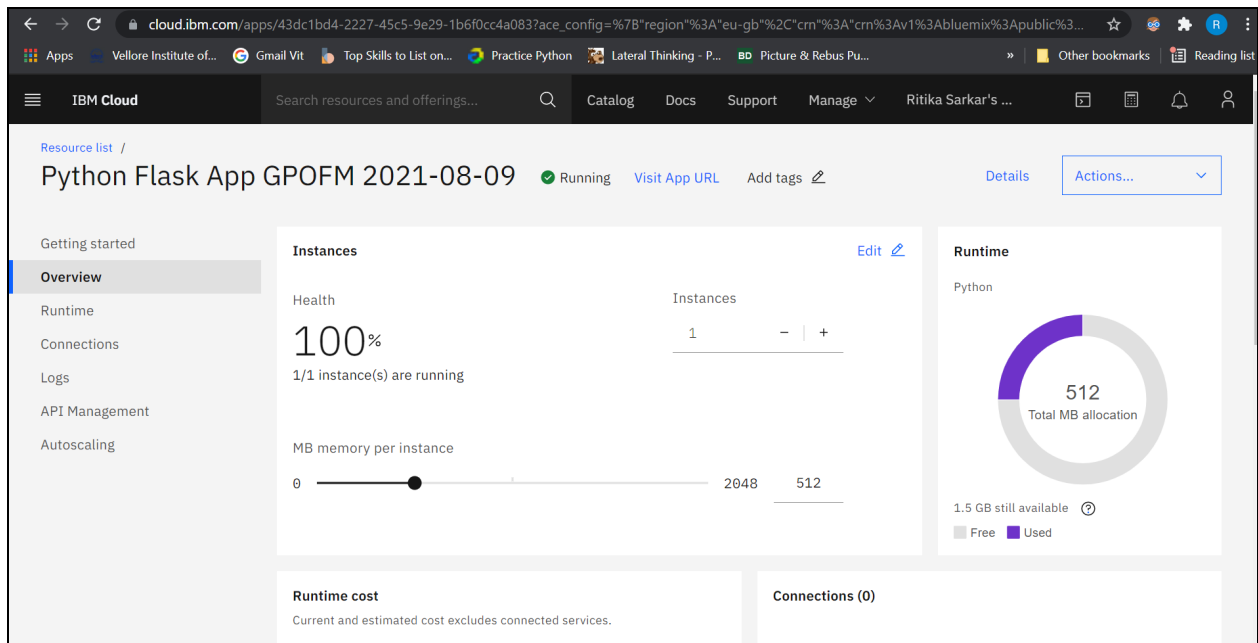 cloud.ibm.com/apps/43dc1bd4-2227-45c5-9e29-1b6f0cc4a083?ace_config=%7B"region"%3A"eu-gb"%2C"crn"%3A"crn%3Av1%3Abluemix%3Apublic%3... R
Apps Vellore Institute of... Gmail Vit Top Skills to List on... Practice Python Lateral Thinking - P... BD Picture & Rebus Pu... » Other bookmarks Reading list
IBM Cloud Search resources and offerings... Catalog Docs Support Manage Ritika Sarkar's ...
Resource list /
Python Flask App GPOFM 2021-08-09 Running Visit App URL Add tags Details Actions...
Getting started
Overview
Runtime
Connections
Logs
API Management
Autoscaling
Instances Edit
Health
100%
1/1 instance(s) are running
Instances
1 − +
MB memory per instance
0 2048 512
Runtime
Python
512
Total MB allocation
1.5 GB still available ?
Free Used
Runtime cost
Current and estimated cost excludes connected services.
Connections (0)